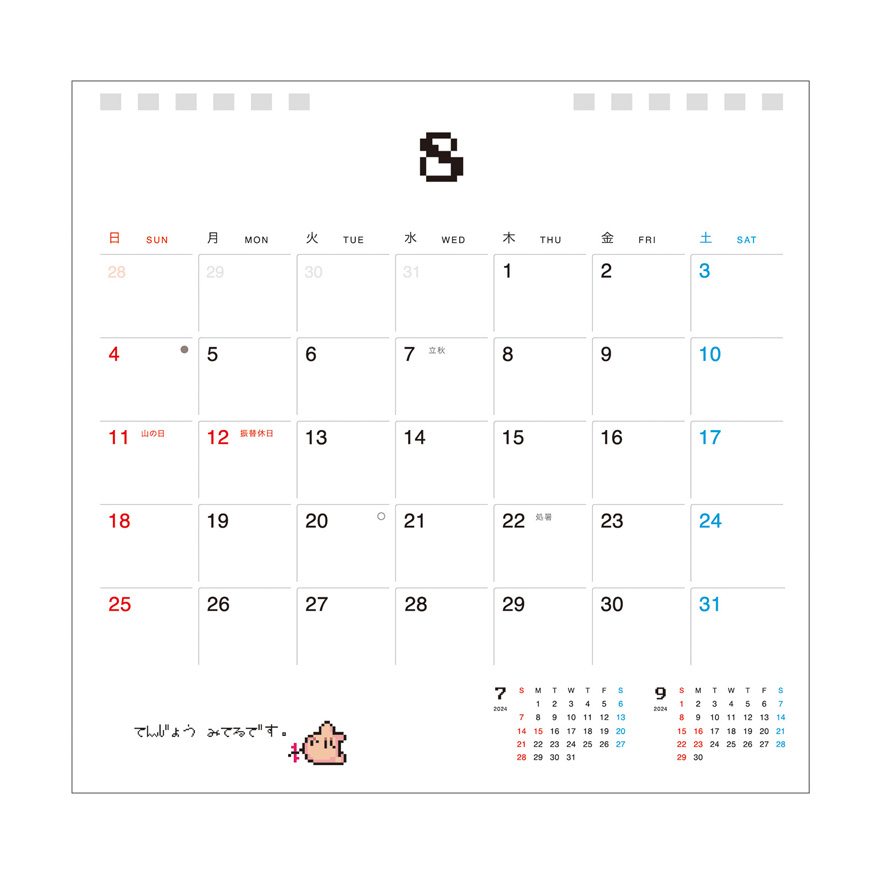 8
日 SUN 月 MON 火 TUE 水 WED 木 THU 金 FRI 土 SAT
28 29 30 31 1 2 3
4 5 6 7 立秋 8 9 10
11 山の日 12 振替休日 13 14 15 16 17
18 19 20 21 22 処暑 23 24
25 26 27 28 29 30 31
てんじょう みてるです。
7 2024
S M T W T F S
1 2 3 4 5 6
7 8 9 10 11 12 13
14 15 16 17 18 19 20
21 22 23 24 25 26 27
28 29 30 31
9 2024
S M T W T F S
1 2 3 4 5 6 7
8 9 10 11 12 13 14
15 16 17 18 19 20 21
22 23 24 25 26 27 28
29 30